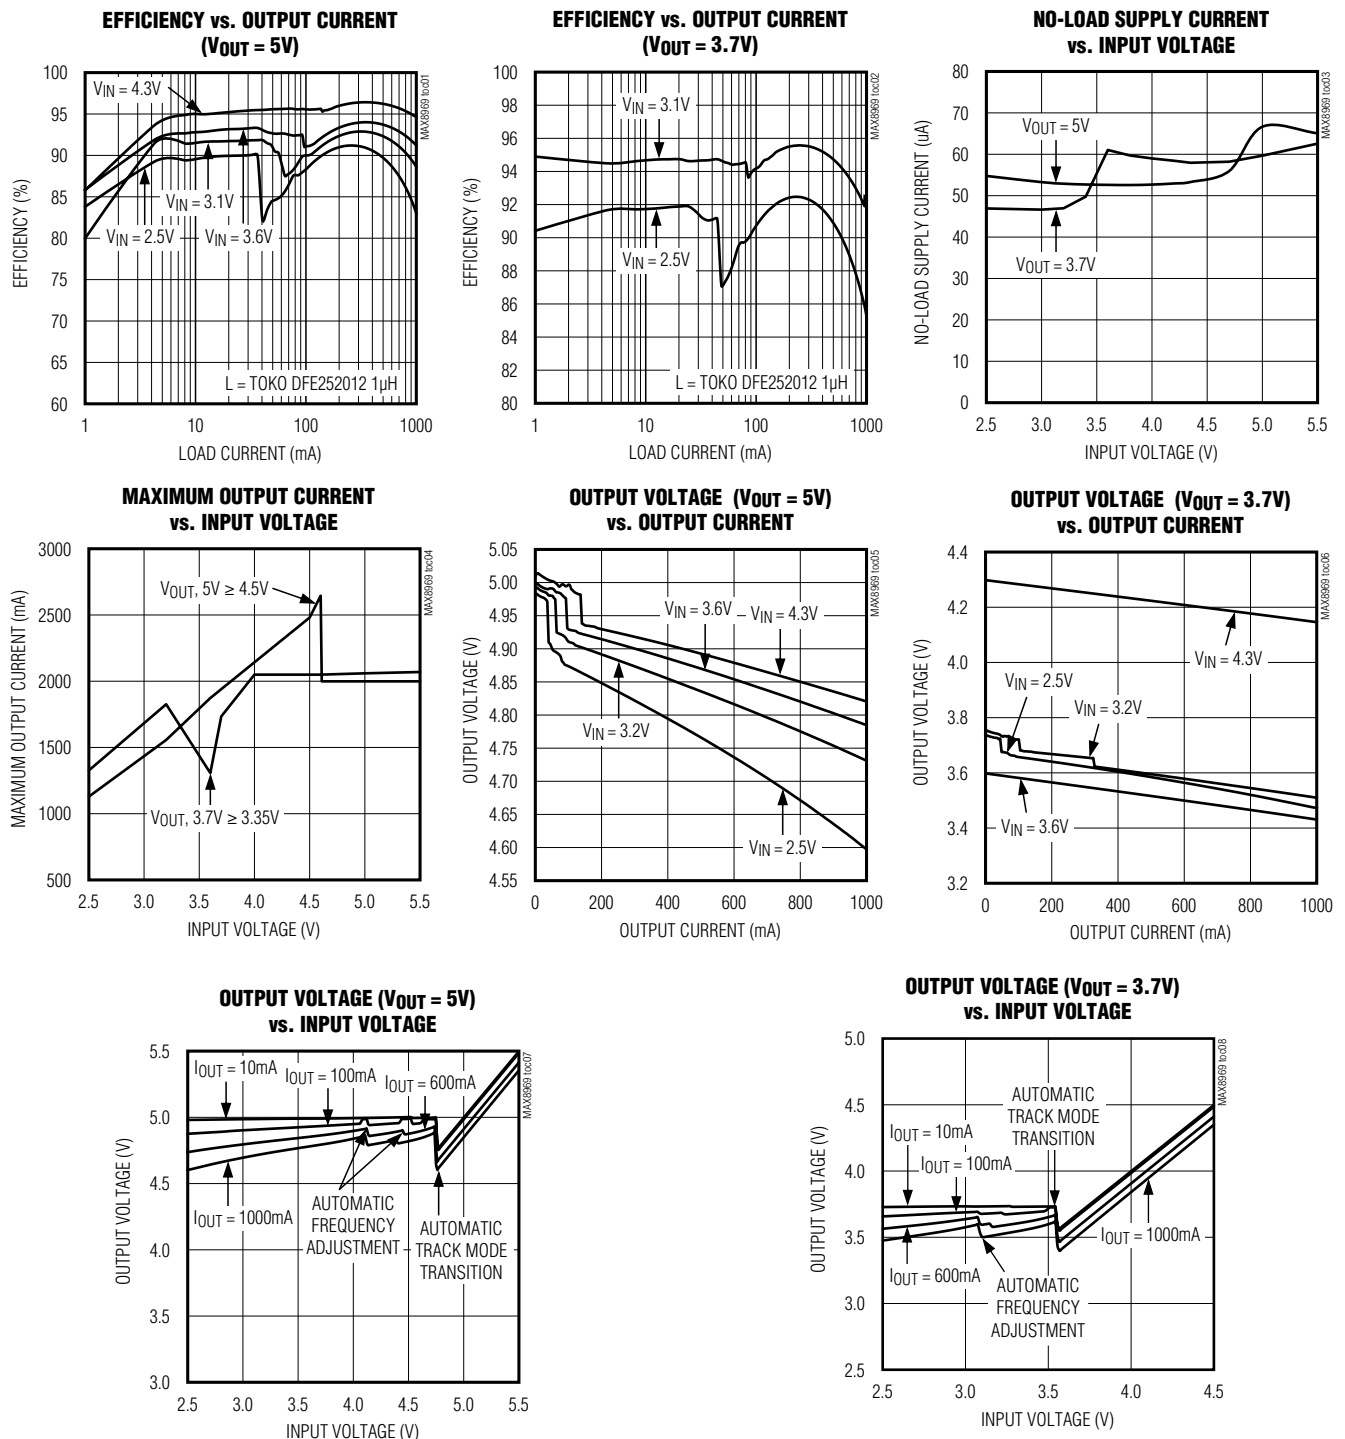 EFFICIENCY vs. OUTPUT CURRENT
(VOUT = 5V)
100
95
90
85
80
75
70
65
60
EFFICIENCY (%)
VIN = 4.3V
VIN = 3.1V
VIN = 2.5V
VIN = 3.6V
L = TOKO DFE252012 1µH
MAX8969 toc01
1
10
100
1000
LOAD CURRENT (mA)
EFFICIENCY vs. OUTPUT CURRENT
(VOUT = 3.7V)
100
98
96
94
92
90
88
86
84
82
80
EFFICIENCY (%)
VIN = 3.1V
VIN = 2.5V
L = TOKO DFE252012 1µH
MAX8969 toc02
1
10
100
1000
LOAD CURRENT (mA)
NO-LOAD SUPPLY CURRENT
vs. INPUT VOLTAGE
80
70
60
50
40
30
20
10
0
NO-LOAD SUPPLY CURRENT (uA)
VOUT = 5V
VOUT = 3.7V
MAX8969 toc03
2.5
3.0
3.5
4.0
4.5
5.0
5.5
INPUT VOLTAGE (V)
MAXIMUM OUTPUT CURRENT
vs. INPUT VOLTAGE
3000
2500
2000
1500
1000
500
MAXIMUM OUTPUT CURRENT (mA)
VOUT, 5V ≥ 4.5V
VOUT, 3.7V ≥ 3.35V
MAX8969 toc04
2.5
3.0
3.5
4.0
4.5
5.0
5.5
INPUT VOLTAGE (V)
OUTPUT VOLTAGE (VOUT = 5V)
vs. OUTPUT CURRENT
5.05
5.00
4.95
4.90
4.85
4.80
4.75
4.70
4.60
4.55
OUTPUT VOLTAGE (V)
VIN = 3.6V
VIN = 4.3V
VIN = 3.2V
VIN = 2.5V
MAX8969 toc05
0
200
400
600
800
1000
OUTPUT CURRENT (mA)
OUTPUT VOLTAGE (VOUT = 3.7V)
vs. OUTPUT CURRENT
4.4
4.2
4.0
3.8
3.6
3.4
3.2
OUTPUT VOLTAGE (V)
VIN = 4.3V
VIN = 2.5V
VIN = 3.2V
VIN = 3.6V
MAX8969 toc06
0
200
400
600
800
1000
OUTPUT CURRENT (mA)
OUTPUT VOLTAGE (VOUT = 5V)
vs. INPUT VOLTAGE
5.5
5.0
4.5
4.0
3.5
3.0
OUTPUT VOLTAGE (V)
IOUT = 10mA
IOUT = 100mA
IOUT = 600mA
IOUT = 1000mA
AUTOMATIC
FREQUENCY
ADJUSTMENT
AUTOMATIC
TRACK MODE
TRANSITION
MAX8969 toc07
2.5
3.0
3.5
4.0
4.5
5.0
5.5
INPUT VOLTAGE (V)
OUTPUT VOLTAGE (VOUT = 3.7V)
vs. INPUT VOLTAGE
5.0
4.5
4.0
3.5
3.0
2.5
OUTPUT VOLTAGE (V)
AUTOMATIC
TRACK MODE
TRANSITION
IOUT = 10mA
IOUT = 100mA
IOUT = 1000mA
IOUT = 600mA
AUTOMATIC
FREQUENCY
ADJUSTMENT
MAX8969 toc08
2.5
3.0
3.5
4.0
4.5
INPUT VOLTAGE (V)